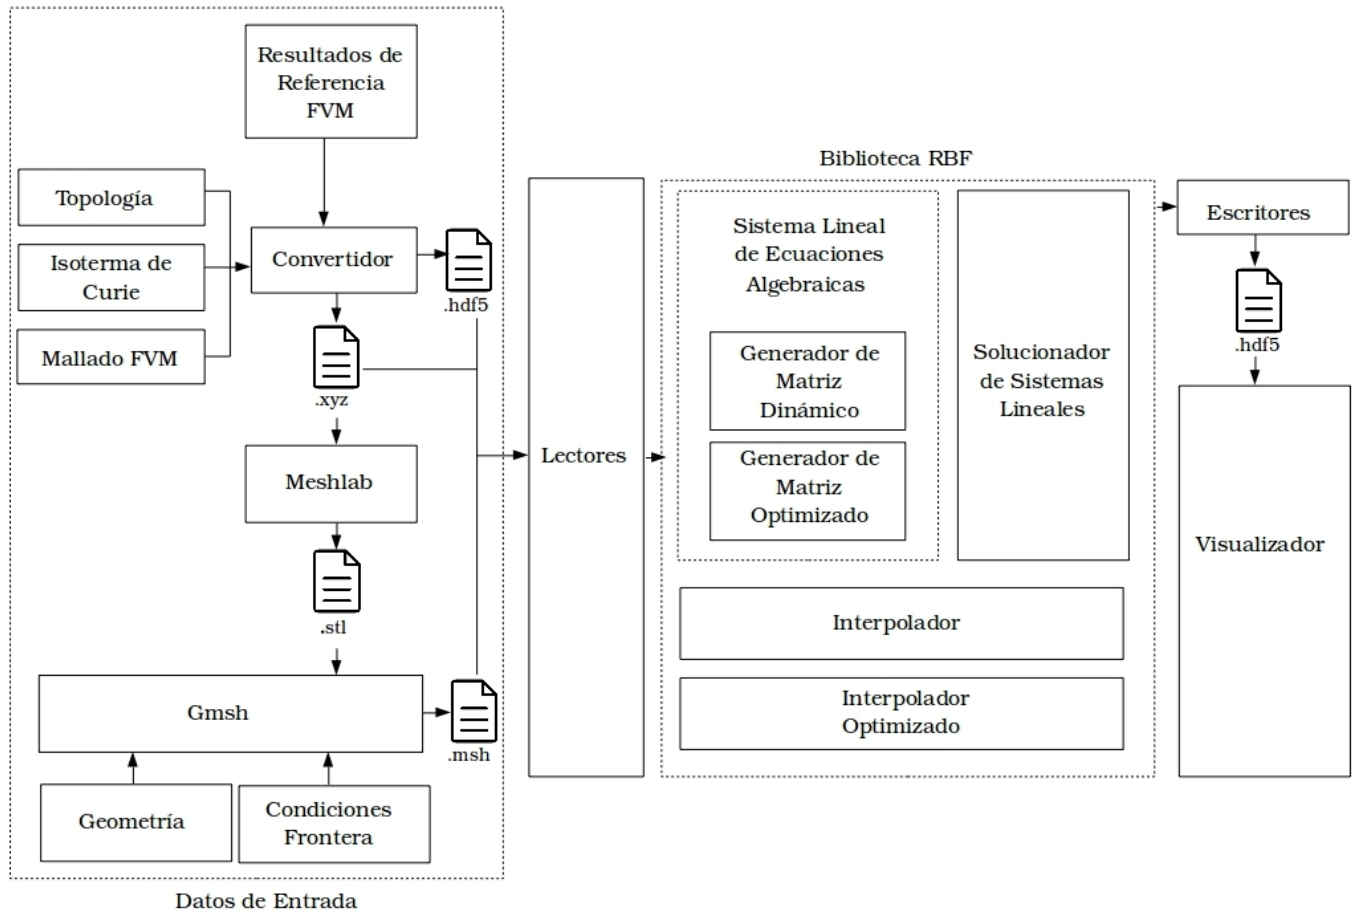 Resultados de
Referencia
FVM
Topología
Isoterma de
Curie
Mallado FVM
Convertidor
.hdf5
.xyz
Meshlab
.stl
Gmsh
.msh
Geometría
Condiciones
Frontera
Datos de Entrada
Lectores
Biblioteca RBF
Sistema Lineal
de Ecuaciones
Algebraicas
Generador de
Matriz
Dinámico
Generador de
Matriz
Optimizado
Solucionador
de Sistemas
Lineales
Interpolador
Interpolador
Optimizado
Escritores
.hdf5
Visualizador